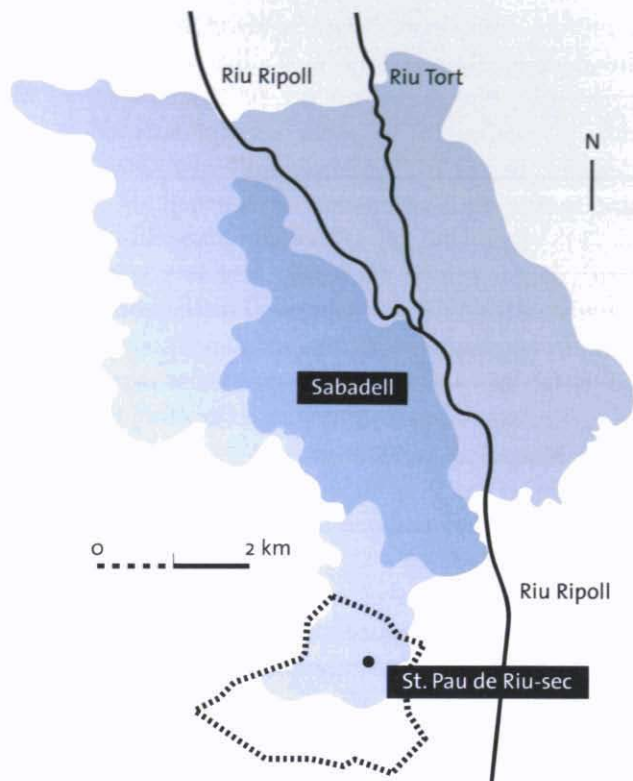 Riu Ripoll
Riu Tort
N
Sabadell
0 2 km
Riu Ripoll
St. Pau de Riu-sec